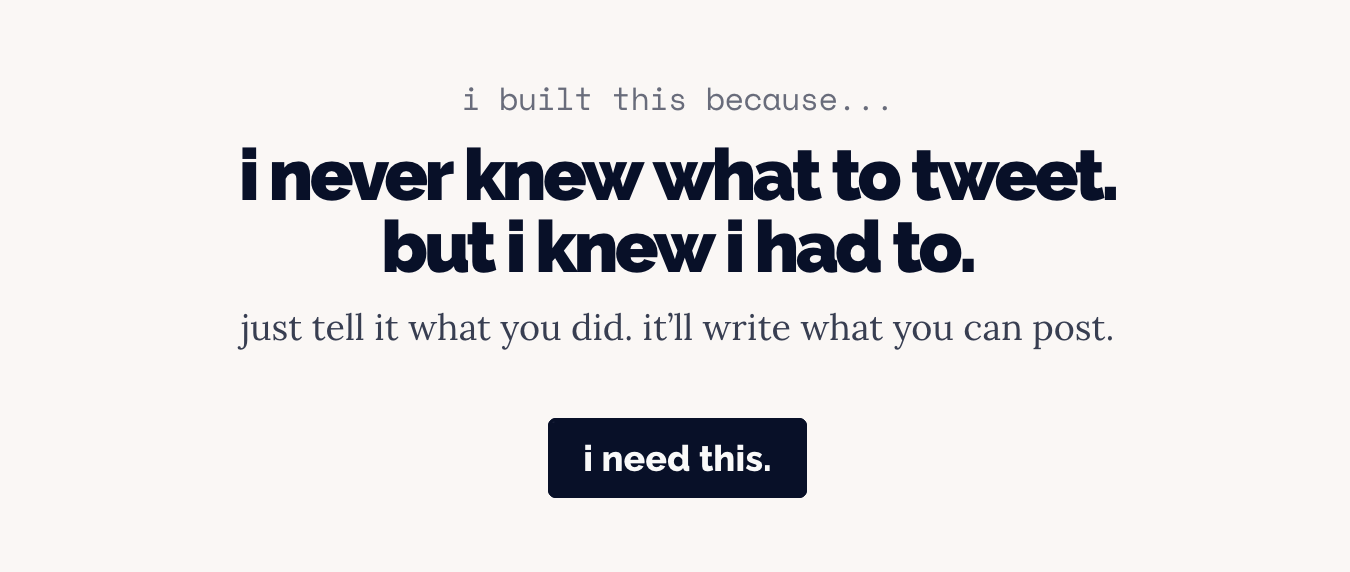 i built this because...
i never knew what to tweet.
but i knew i had to.
just tell it what you did. it’ll write what you can post.
i need this.